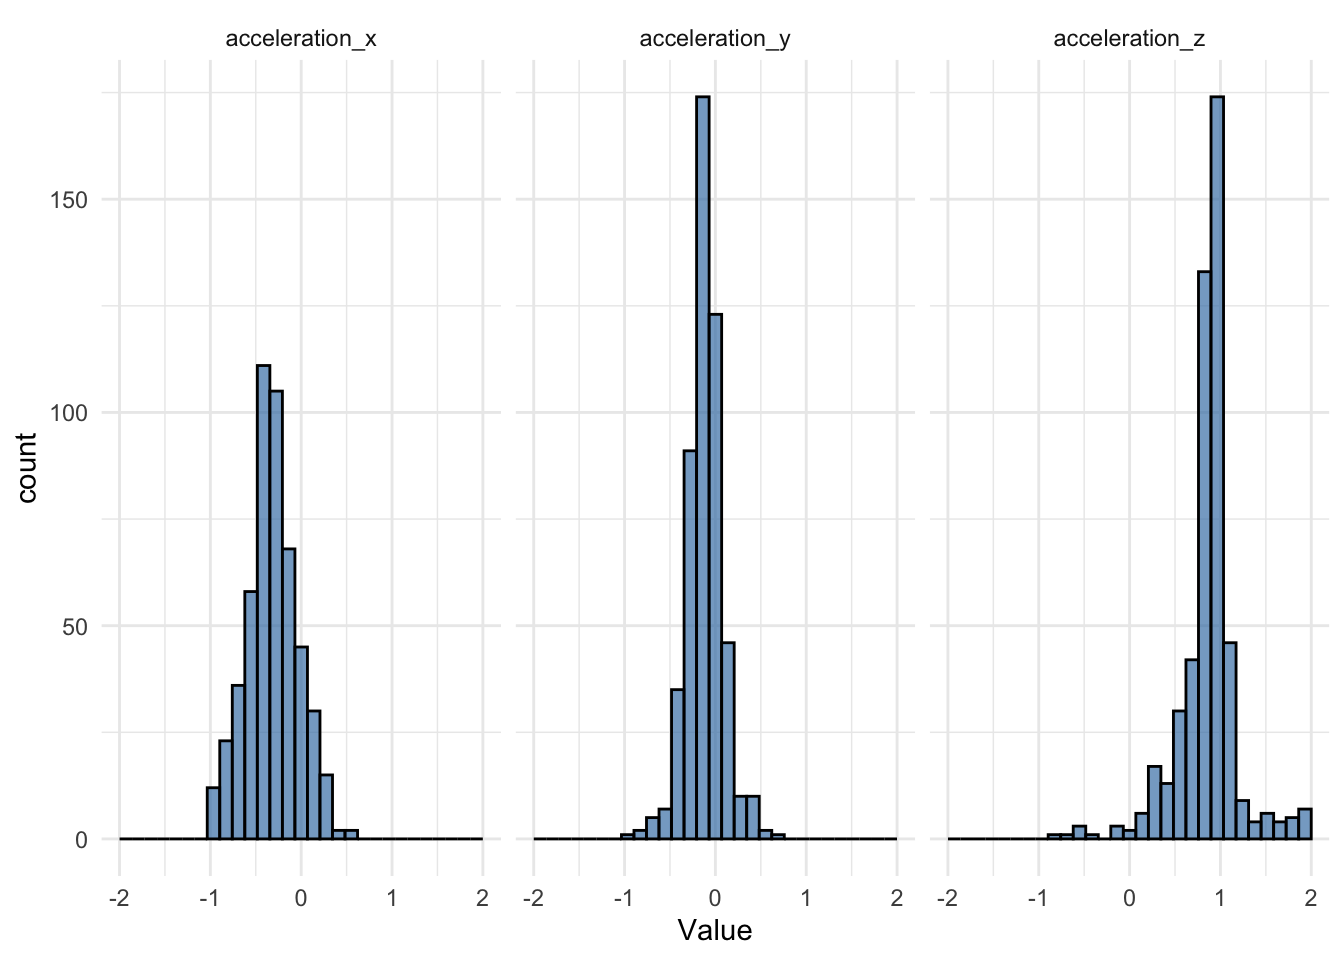 acceleration_x acceleration_y acceleration_z
150
100
50
0
count
-2 -1 0 1 2 -2 -1 0 1 2 -2 -1 0 1 2
Value